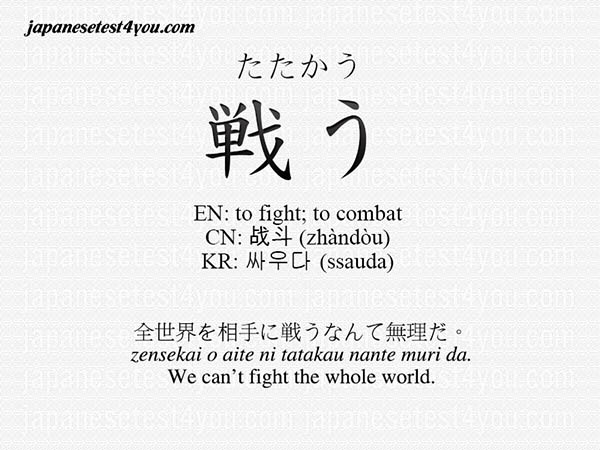 japanesetest4you.com
たたかう
戦う
EN: to fight; to combat
CN: 战斗 (zhàndòu)
KR: 싸우다 (ssauda)
全世界を相手に戦うなんて無理だ。
zensekai o aite ni tatakau nante muri da.
We can't fight the whole world.